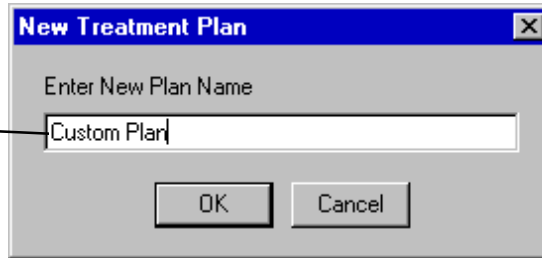 New Treatment Plan
Enter New Plan Name
Custom Plan
OK Cancel